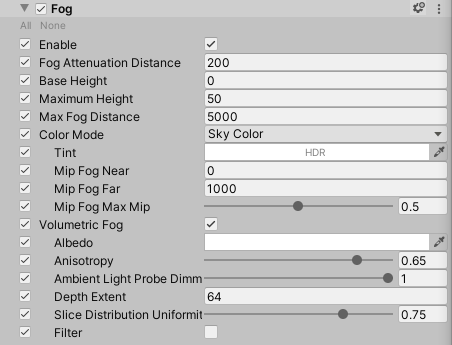 Fog
All None
Enable
Fog Attenuation Distance 200
Base Height 0
Maximum Height 50
Max Fog Distance 5000
Color Mode Sky Color
Tint HDR
Mip Fog Near 0
Mip Fog Far 1000
Mip Fog Max Mip 0.5
Volumetric Fog
Albedo
Anisotropy 0.65
Ambient Light Probe Dimm 1
Depth Extent 64
Slice Distribution Uniformit 0.75
Filter